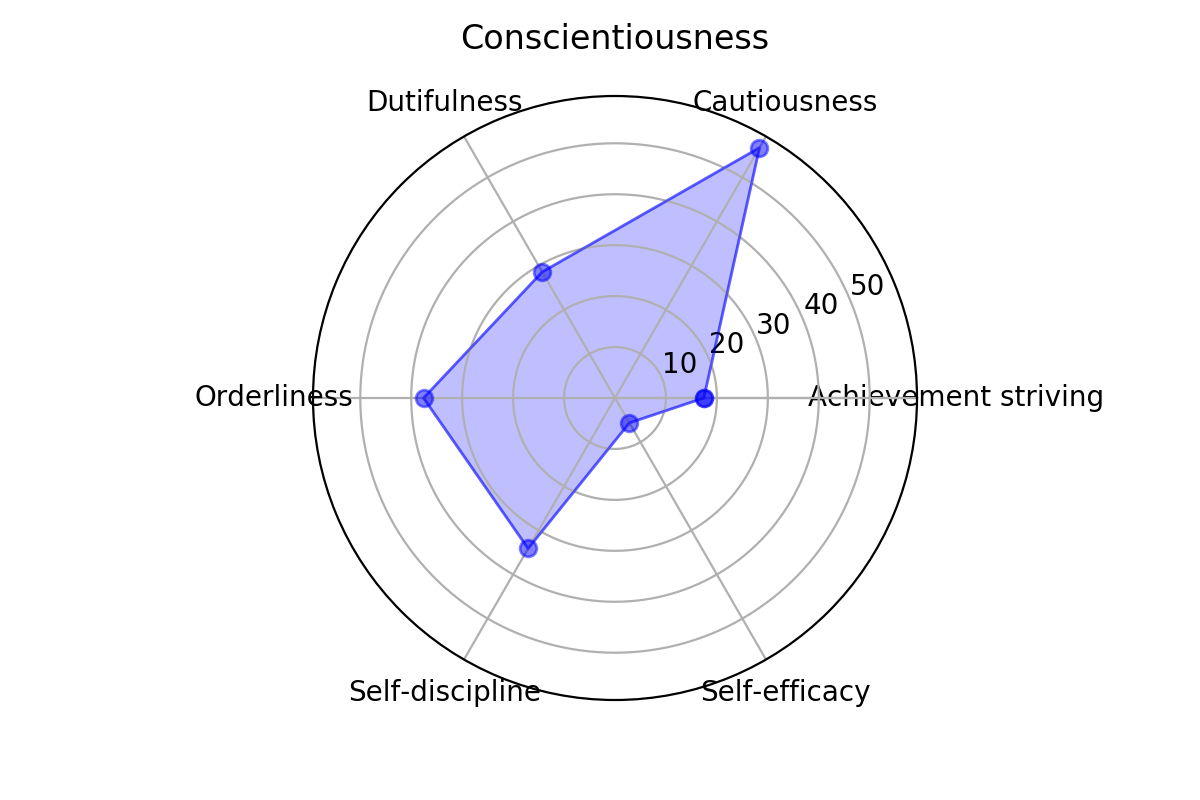 Conscientiousness
Dutifulness
Cautiousness
50
40
30
20
10
Orderliness
Achievement striving
Self-discipline
Self-efficacy